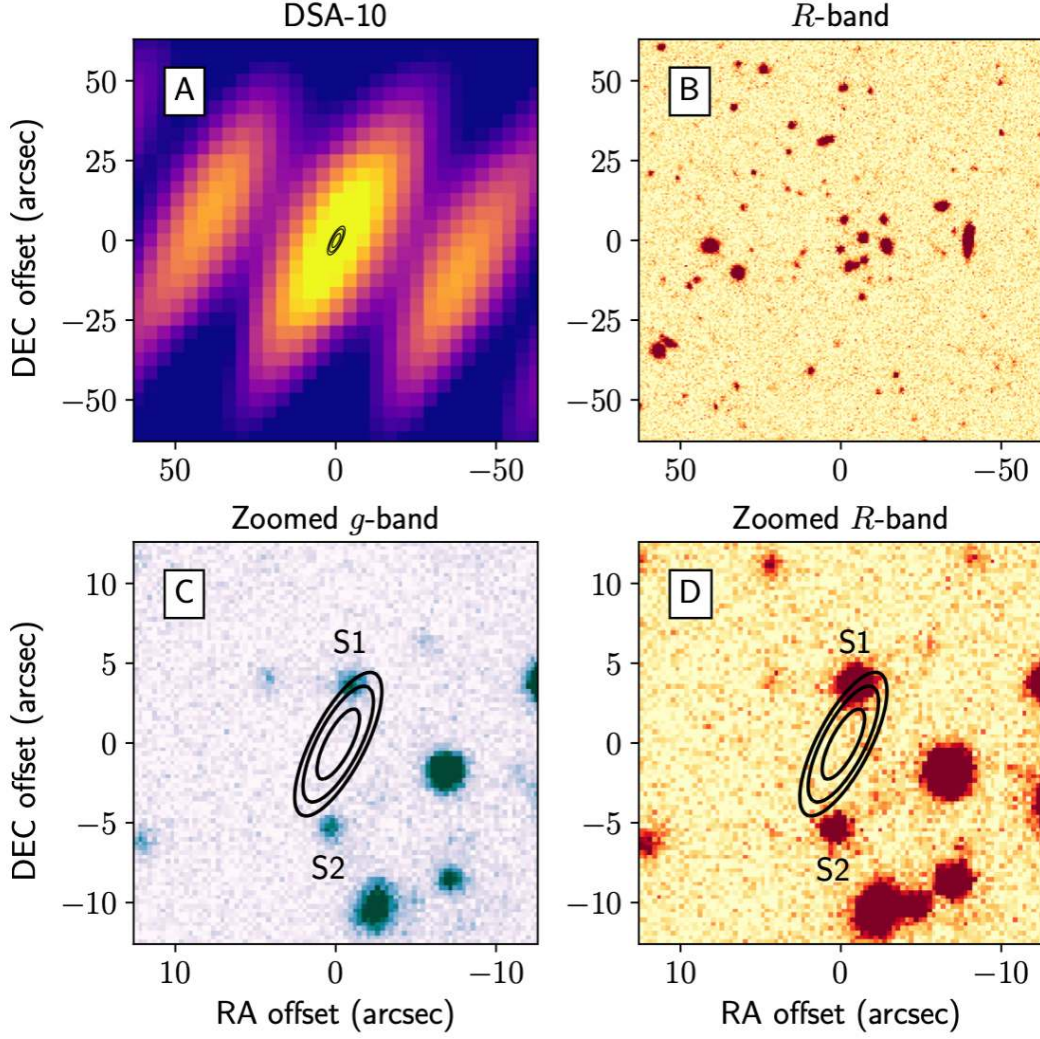 DSA-10
R-band
A
B
DEC offset (arcsec)
50
25
0
−25
−50
50
25
0
−25
−50
50
0
−50
50
0
−50
Zoomed g-band
Zoomed R-band
C
D
S1
S1
S2
S2
DEC offset (arcsec)
10
5
0
−5
−10
10
5
0
−5
−10
10
0
−10
10
0
−10
RA offset (arcsec)
RA offset (arcsec)